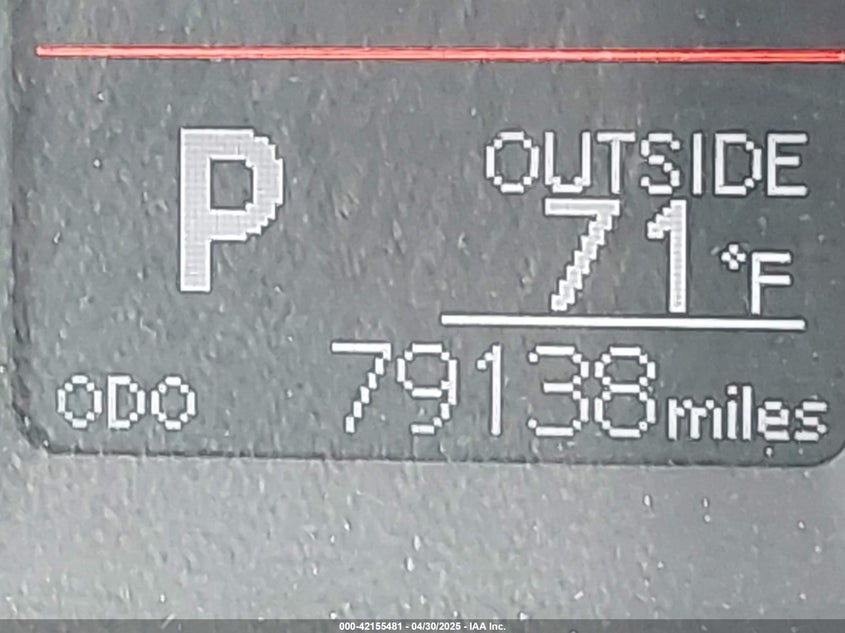 P
OUTSIDE
71 °F
ODO 79138 miles
000-42155481 - 04/30/2025 - IAA Inc.